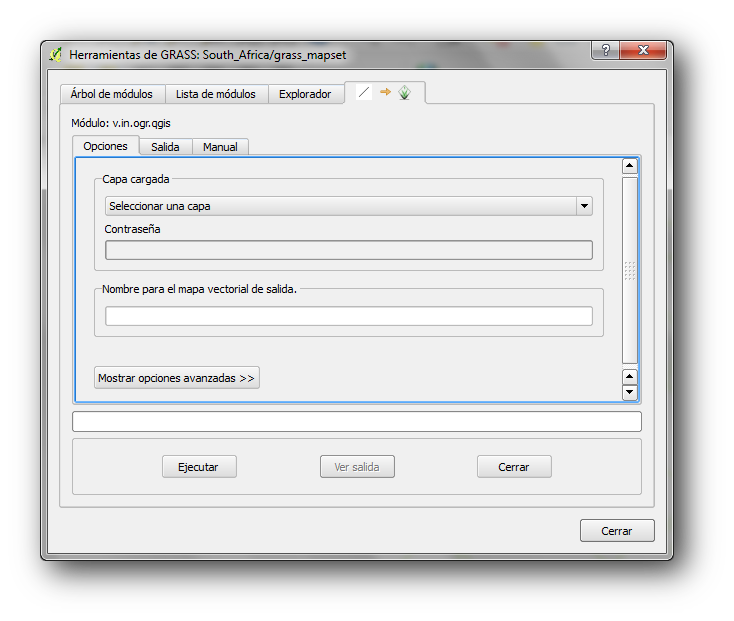 Herramientas de GRASS: South_Africa/grass_mapset
?
Árbol de módulos Lista de módulos Explorador
Módulo: v.in.ogr.qgis
Opciones Salida Manual
Capa cargada
Seleccionar una capa
Contraseña
Nombre para el mapa vectorial de salida.
Mostrar opciones avanzadas >>
Ejecutar Ver salida Cerrar
Cerrar